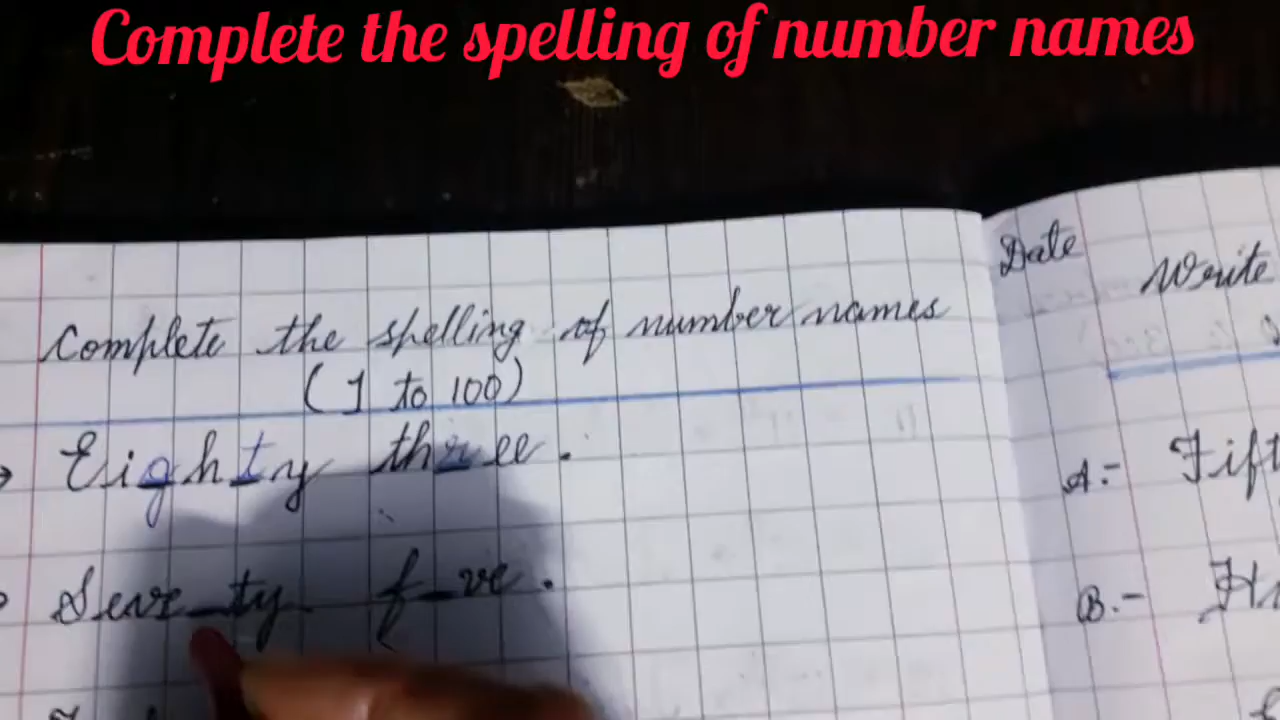 Complete the spelling of number names
Complete the spelling of number names
(1 to 100)
Eighty three.
Seve_ty f_ve.
Date
Write
A:-
B.-